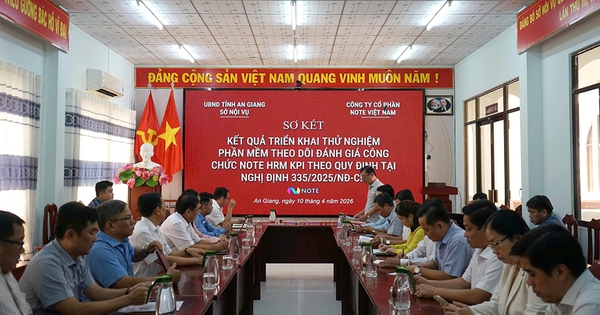 ĐẢNG CỘNG SẢN VIỆT NAM QUANG VINH MUÔN NĂM!
UBND TỈNH AN GIANG
SỞ NỘI VỤ
CÔNG TY CỔ PHẦN
NOTE VIỆT NAM
SƠ KẾT
KẾT QUẢ TRIỂN KHAI THỬ NGHIỆM
PHẦN MỀM THEO DÕI ĐÁNH GIÁ CÔNG
CHỨC NOTE HRM KPI THEO QUY ĐỊNH TẠI
NGHỊ ĐỊNH 335/2025/NĐ-CP
NOTE
An Giang, ngày 10 tháng 4 năm 2026